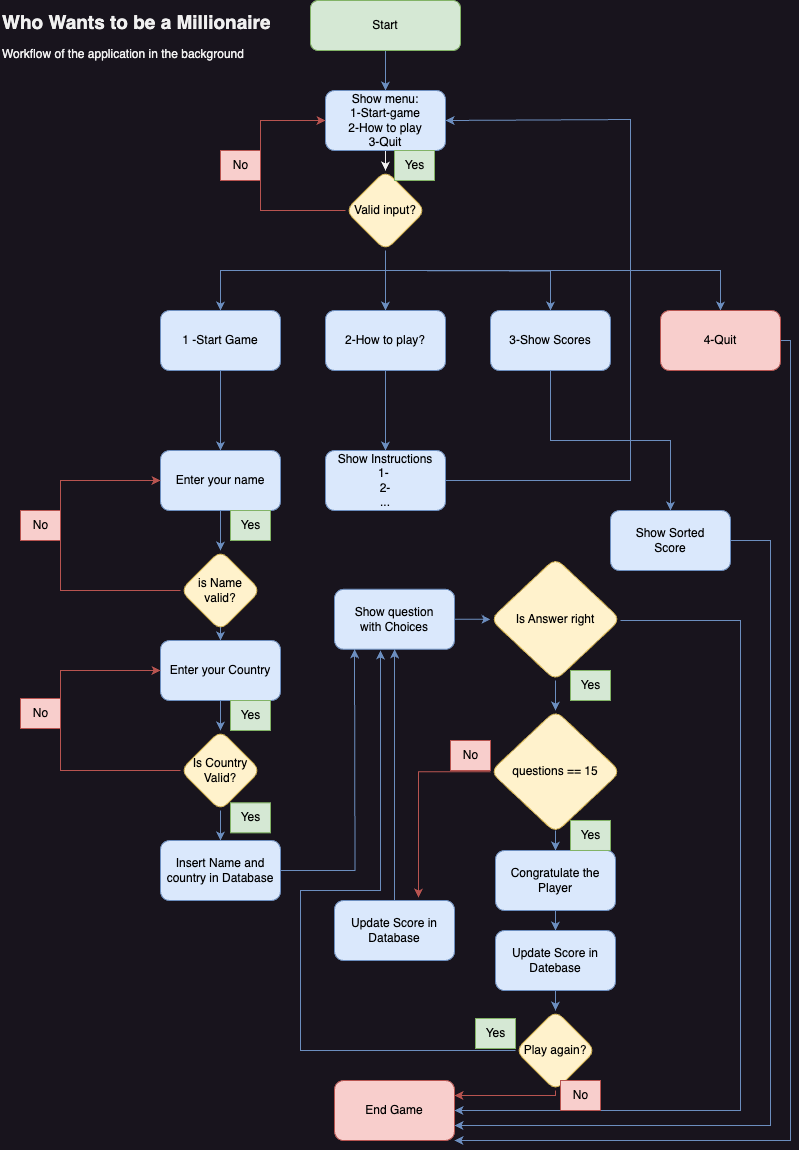 Who Wants to be a Millionaire
Workflow of the application in the background
Start
Show menu:
1-Start-game
2-How to play
3-Quit
No
Yes
Valid input?
1 -Start Game
2-How to play?
3-Show Scores
4-Quit
Enter your name
Show Instructions
1-
2-
...
No
Yes
Show Sorted
Score
is Name
valid?
Show question
with Choices
Is Answer right
Enter your Country
Yes
No
Yes
Is Country
Valid?
No
questions == 15
Yes
Yes
Insert Name and
country in Database
Congratulate the
Player
Update Score in
Database
Update Score in
Datebase
Yes
Play again?
No
End Game